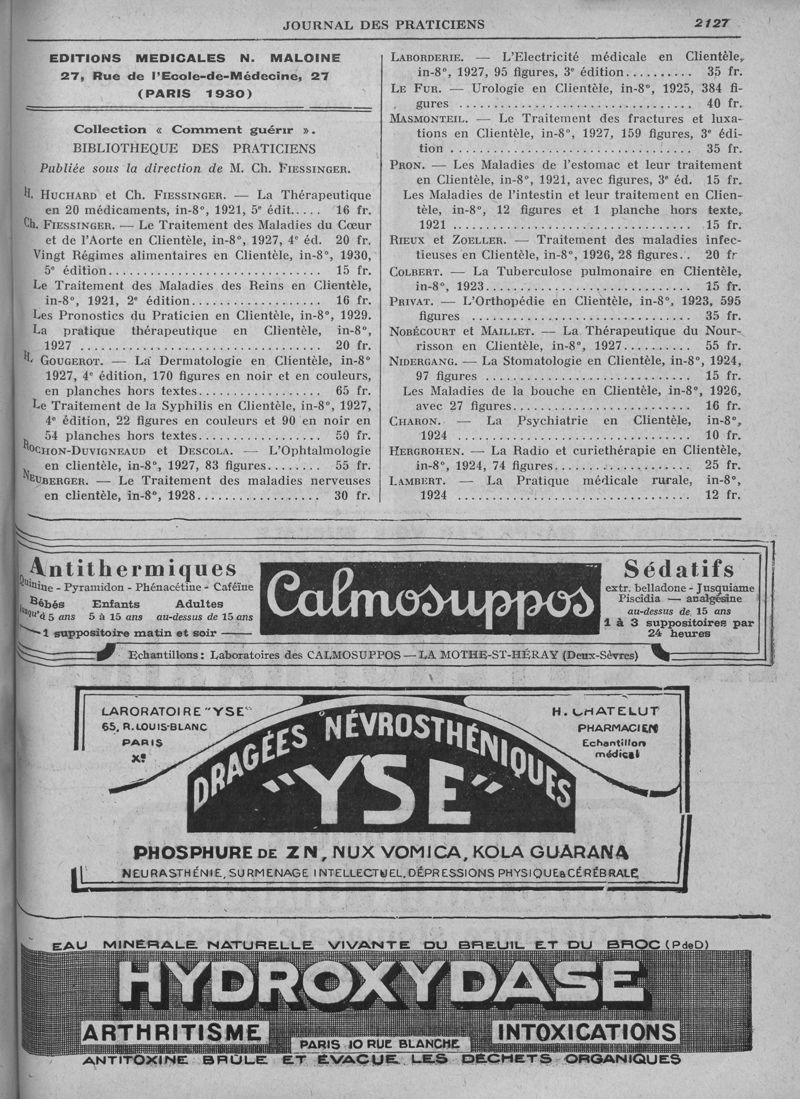 JOURNAL DES PRATICIENS 2127
EDITIONS MEDICALES N. MALOINE
27, Rue de l'Ecole-de-Médecine, 27
(PARIS 1930)
Collection « Comment guérir ».
BIBLIOTHEQUE DES PRATICIENS
Publiée sous la direction de M. Ch. FIESSINGER.
H. HUCHARD et Ch. FIESSINGER. — La Thérapeutique
en 20 médicaments, in-8°, 1921, 5e édit..... 16 fr.
Ch. FIESSINGER. — Le Traitement des Maladies du Cœur
et de l'Aorte en Clientèle, in-8°, 1927, 4e éd. 20 fr.
Vingt Régimes alimentaires en Clientèle, in-8°, 1930,
5e édition................................ 15 fr.
Le Traitement des Maladies des Reins en Clientèle,
in-8°, 1921, 2e édition.................... 16 fr.
Les Pronostics du Praticien en Clientèle, in-8°, 1929.
La pratique thérapeutique en Clientèle, in-8°,
1927 ..................................... 20 fr.
H. GOUGEROT. — La Dermatologie en Clientèle, in-8°
1927, 4e édition, 170 figures en noir et en couleurs,
en planches hors textes................... 65 fr.
Le Traitement de la Syphilis en Clientèle, in-8°, 1927,
4e édition, 22 figures en couleurs et 90 en noir en
54 planches hors textes................... 50 fr.
ROCHON-DUVIGNEAUD et DESCOLA. — L'Ophtalmologie
en clientèle, in-8°, 1927, 83 figures........ 55 fr.
NEUBERGER. — Le Traitement des maladies nerveuses
en clientèle, in-8°, 1928................... 30 fr.
LABORDERIE. — L'Electricité médicale en Clientèle,
in-8°, 1927, 95 figures, 3e édition.......... 35 fr.
LE FUR. — Urologie en Clientèle, in-8°, 1925, 384 fi-
gures ................................... 40 fr.
MASMONTEIL. — Le Traitement des fractures et luxa-
tions en Clientèle, in-8°, 1927, 159 figures, 3e édi-
tion ..................................... 35 fr.
PRON. — Les Maladies de l'estomac et leur traitement
en Clientèle, in-8°, 1921, avec figures, 3e éd. 15 fr.
Les Maladies de l'intestin et leur traitement en Clien-
tèle, in-8°, 12 figures et 1 planche hors texte,
1921 .................................... 15 fr.
RIEUX et ZOELLER. — Traitement des maladies infec-
tieuses en Clientèle, in-8°, 1926, 28 figures.. 20 fr
COLBERT. — La Tuberculose pulmonaire en Clientèle,
in-8°, 1923............................... 15 fr.
PRIVAT. — L'Orthopédie en Clientèle, in-8°, 1923, 595
figures .................................. 35 fr.
NOBÉCOURT et MAILLET. — La Thérapeutique du Nour-
risson en Clientèle, in-8°, 1927............ 55 fr.
NIDERGANG. — La Stomatologie en Clientèle, in-8°, 1924,
97 figures ............................... 15 fr.
Les Maladies de la bouche en Clientèle, in-8°, 1926,
avec 27 figures........................... 16 fr.
CHARON. — La Psychiatrie en Clientèle, in-8°,
1924 .................................... 10 fr.
HERGROHEN. — La Radio et curiethérapie en Clientèle,
in-8°, 1924, 74 figures..................... 25 fr.
LAMBERT. — La Pratique médicale rurale, in-8°,
1924 ................................... 12 fr.
Antithermiques
Quinine - Pyramidon - Phénacétine - Caféïne
Bébés Enfants Adultes
jusqu'à 5 ans 5 à 15 ans au-dessus de 15 ans
1 suppositoire matin et soir
Calmosuppos
Sédatifs
extr. belladone - Jusquiame
Piscidia — analgésine
au-dessus de 15 ans
1 à 3 suppositoires par
24 heures
Echantillons : Laboratoires des CALMOSUPPOS — LA MOTHE-ST-HÉRAY (Deux-Sèvres)
LARORATOIRE "YSE"
65, R. LOUIS-BLANC
PARIS
Xe
H. CHATELUT
PHARMACIEN
Echantillon
médical
DRAGÉES NÉVROSTHÉNIQUES
"YSE"
PHOSPHURE DE ZN, NUX VOMICA, KOLA GUARANA
NEURASTHÉNIE, SURMENAGE INTELLECTUEL, DÉPRESSIONS PHYSIQUE & CÉRÉBRALE
EAU MINÉRALE NATURELLE VIVANTE DU BREUIL ET DU BROC (P de D)
HYDROXYDASE
ARTHRITISME PARIS 10 RUE BLANCHE INTOXICATIONS
ANTITOXINE BRÛLE ET ÉVACUE LES DÉCHETS ORGANIQUES